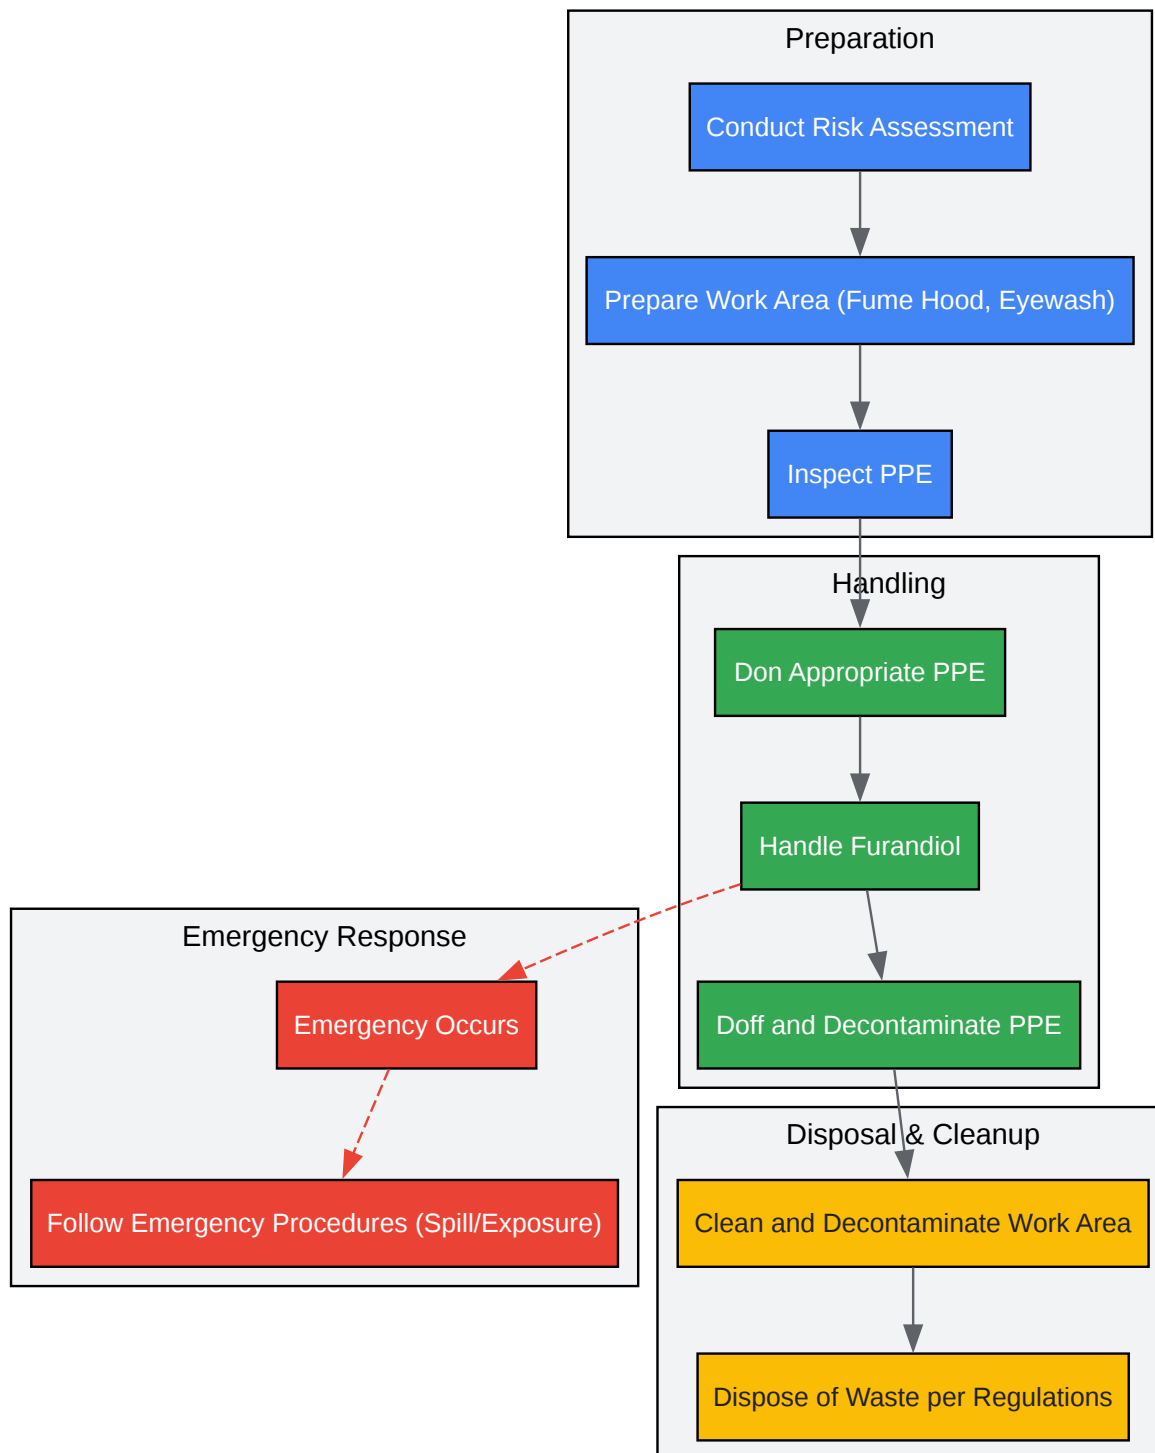 Preparation
Conduct Risk Assessment
Prepare Work Area (Fume Hood, Eyewash)
Inspect PPE
Handling
Don Appropriate PPE
Handle Furandiol
Doff and Decontaminate PPE
Emergency Response
Emergency Occurs
Follow Emergency Procedures (Spill/Exposure)
Disposal & Cleanup
Clean and Decontaminate Work Area
Dispose of Waste per Regulations